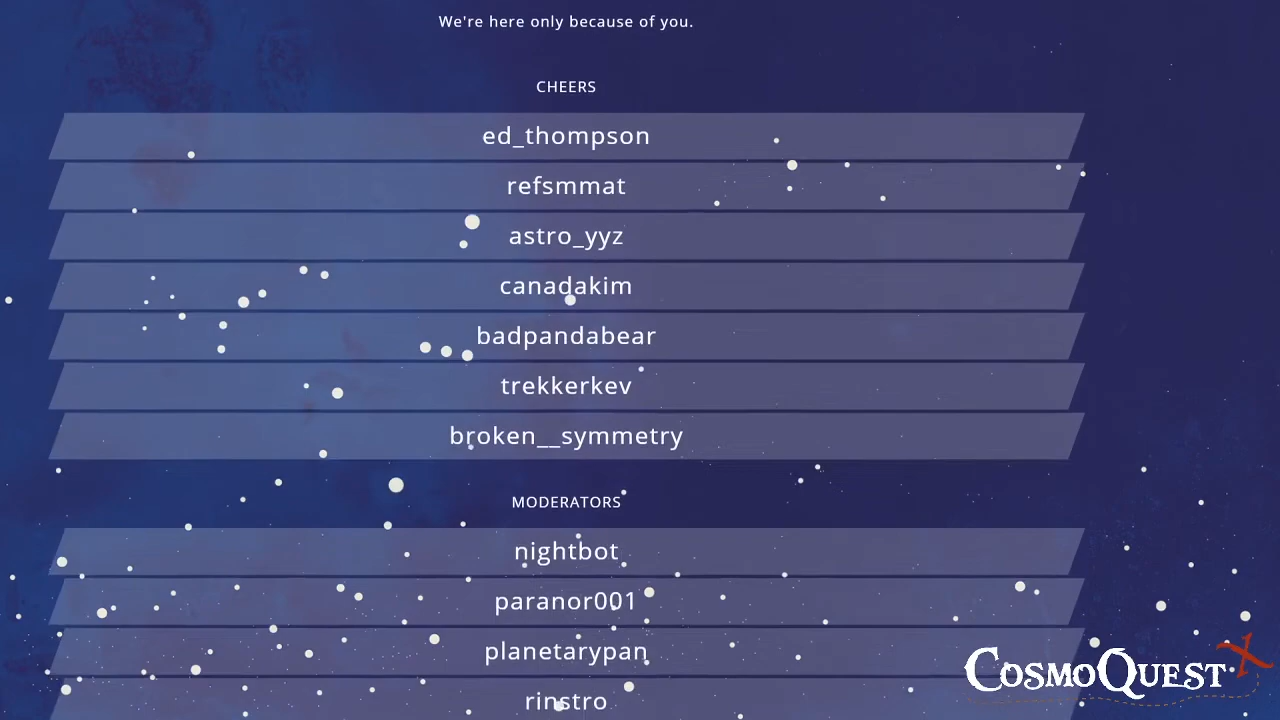 We're here only because of you.
CHEERS
ed_thompson
refsmmat
astro_yyz
canadakim
badpandabear
trekkerkev
broken__symmetry
MODERATORS
nightbot
paranor001
planetarypan
rinstro
COSMOQUEST X